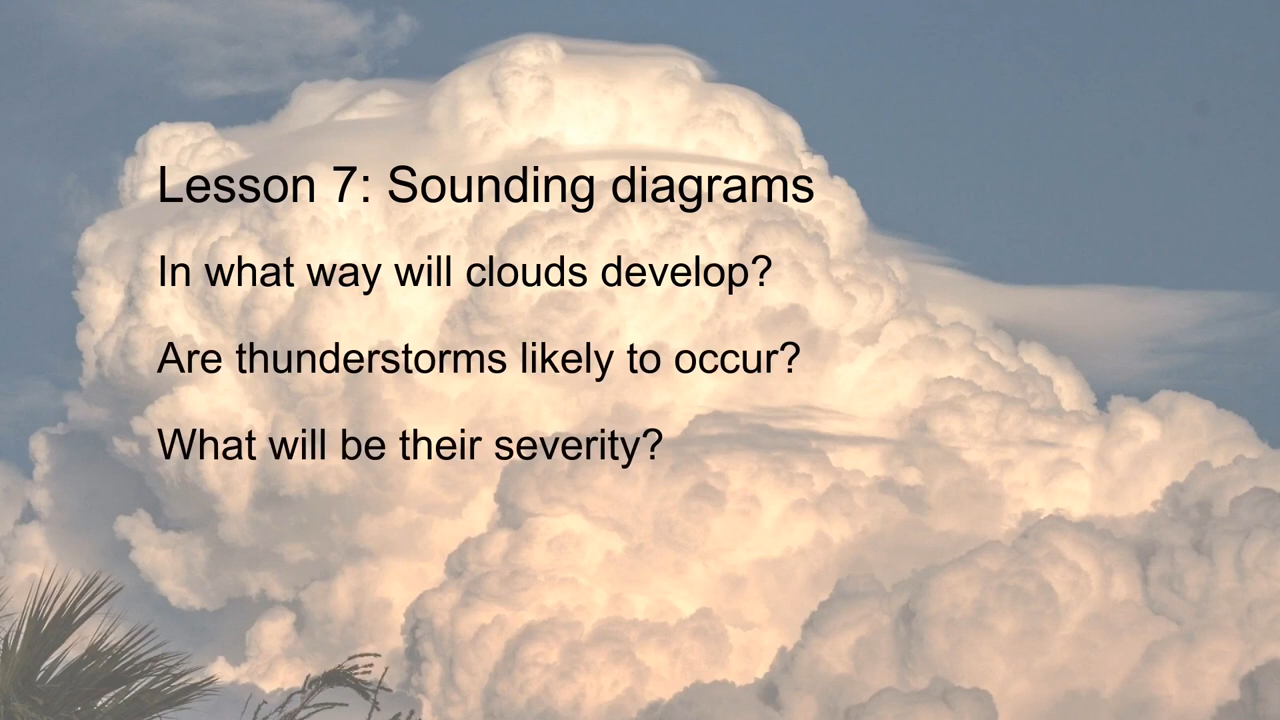 Lesson 7: Sounding diagrams
In what way will clouds develop?
Are thunderstorms likely to occur?
What will be their severity?